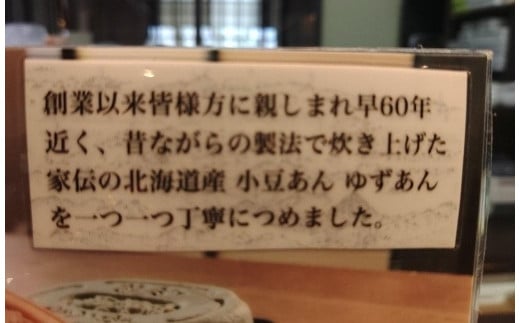 創業以来皆様方に親しまれ早60年
近く、昔ながらの製法で炊き上げた
家伝の北海道産 小豆あん ゆずあん
を一つ一つ丁寧につめました。